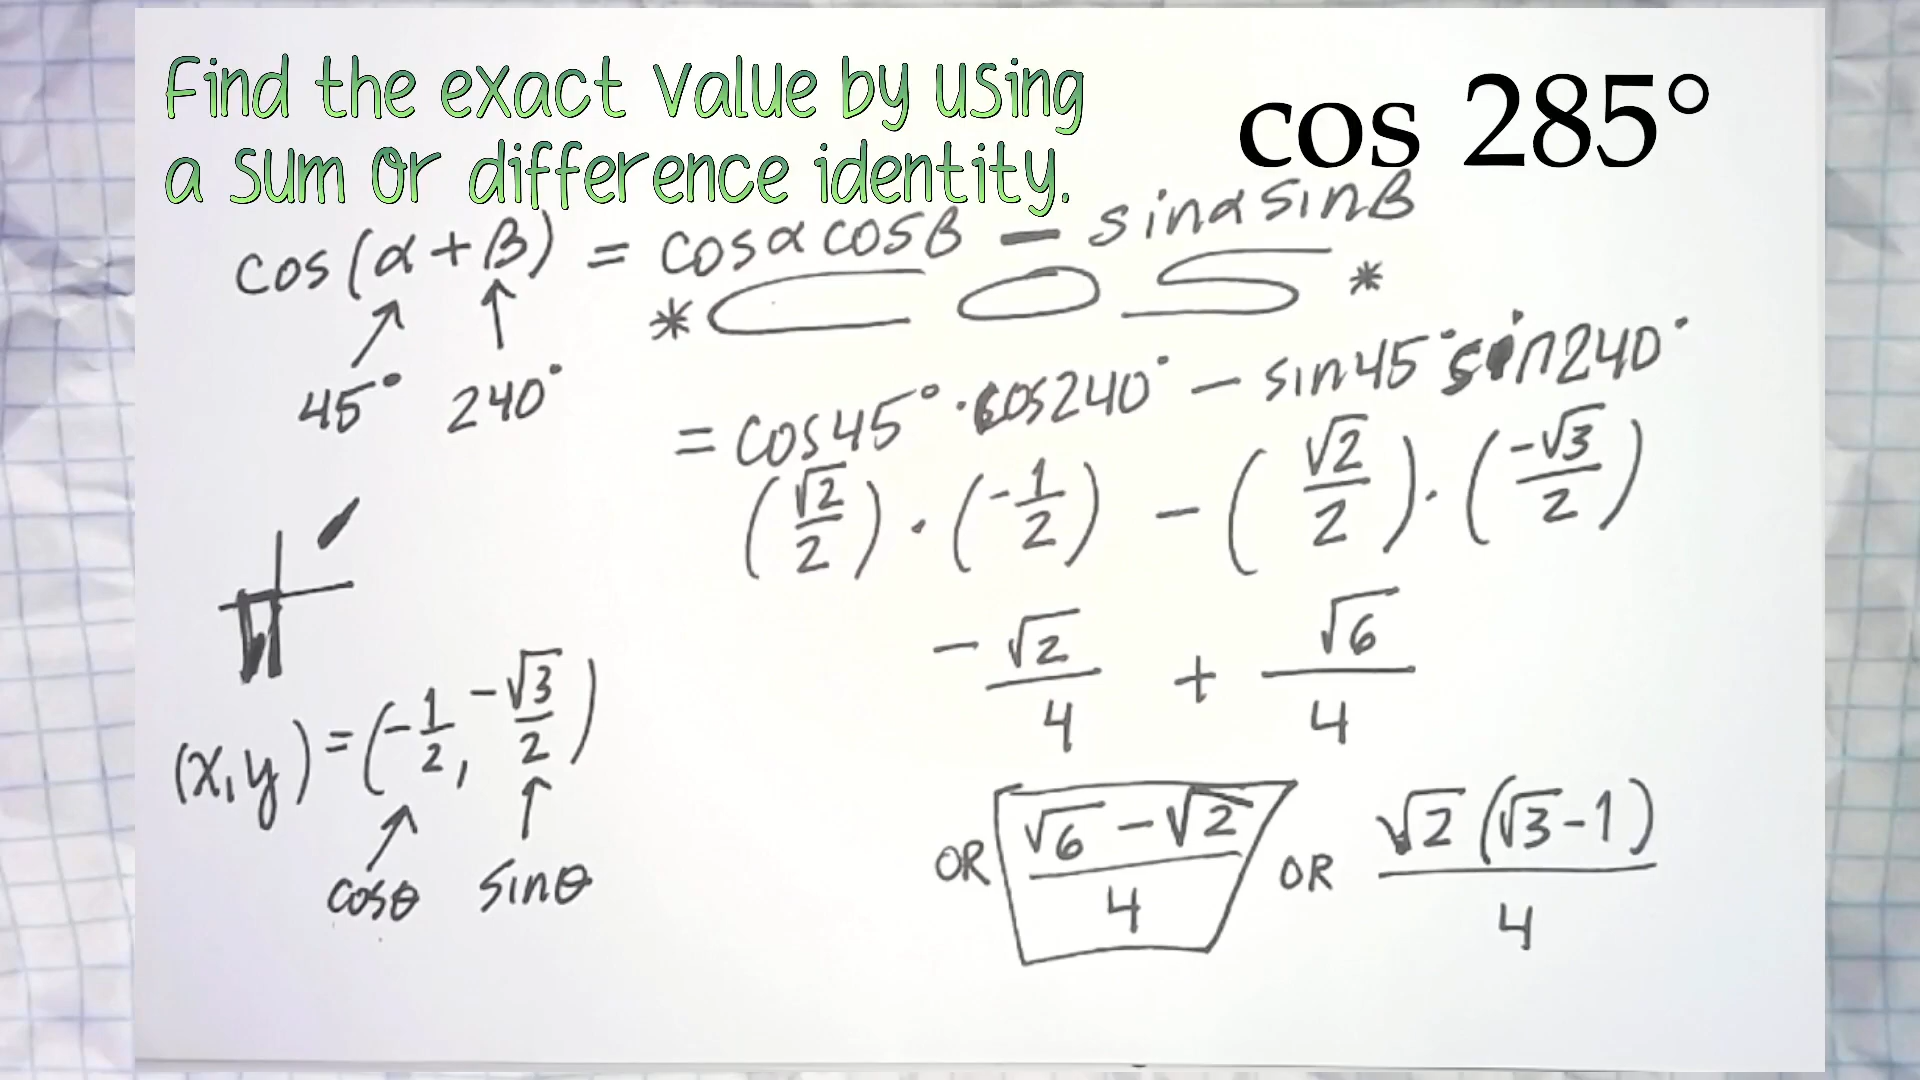 Find the exact value by using
a sum or difference identity.
cos 285°
cos(α+β) = cosαcosβ − sinαsinβ
* *
45° 240°
= cos45°·cos240° − sin45°sin240°
(√2/2)·(-1/2) − (√2/2)·(-√3/2)
-√2/4 + √6/4
(x,y) = (-1/2, -√3/2)
cosθ sinθ
OR (√6-√2)/4 OR √2(√3-1)/4